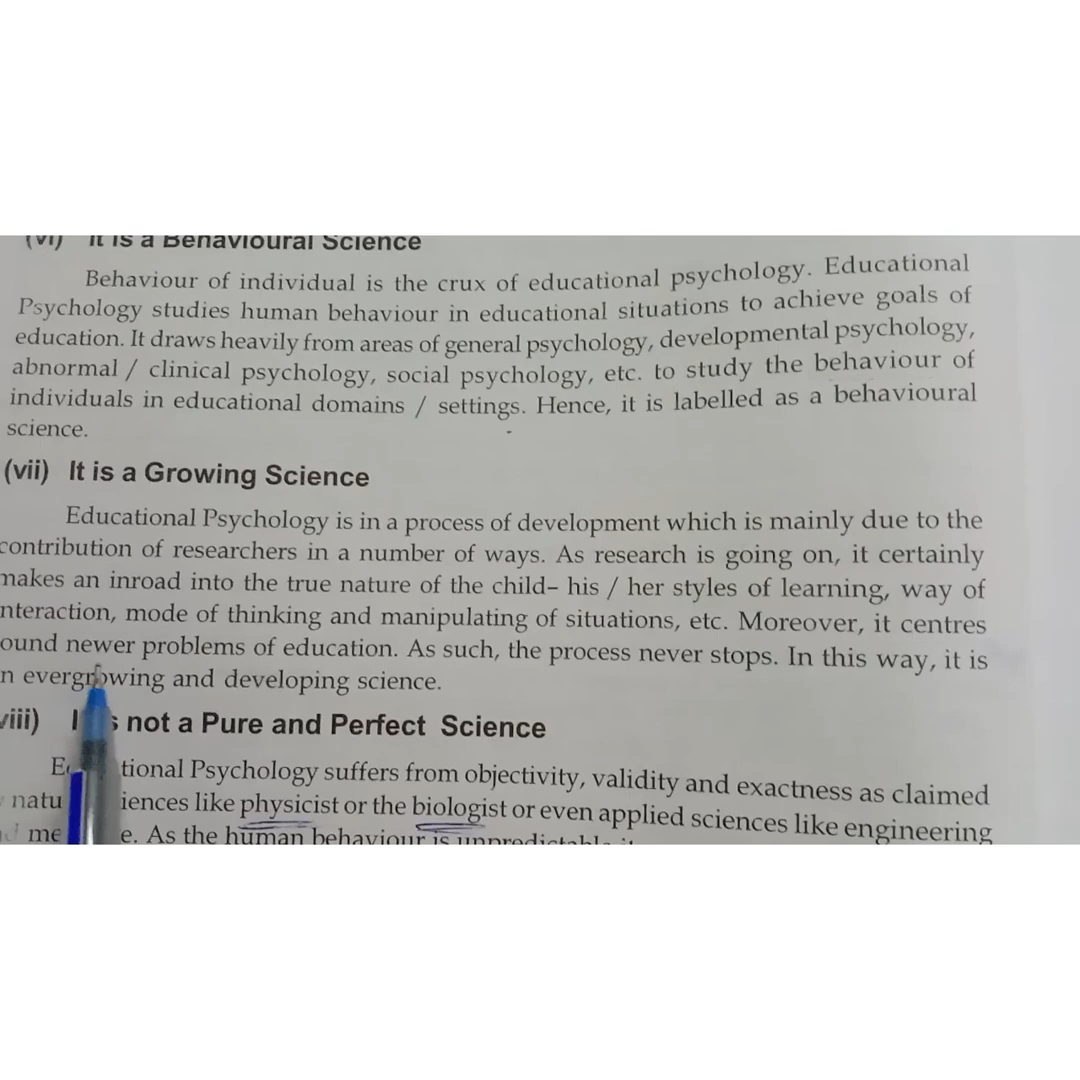 (vi) It is a Behavioural Science
Behaviour of individual is the crux of educational psychology. Educational
Psychology studies human behaviour in educational situations to achieve goals of
education. It draws heavily from areas of general psychology, developmental psychology,
abnormal / clinical psychology, social psychology, etc. to study the behaviour of
individuals in educational domains / settings. Hence, it is labelled as a behavioural
science.
(vii) It is a Growing Science
Educational Psychology is in a process of development which is mainly due to the
contribution of researchers in a number of ways. As research is going on, it certainly
makes an inroad into the true nature of the child– his / her styles of learning, way of
nteraction, mode of thinking and manipulating of situations, etc. Moreover, it centres
ound newer problems of education. As such, the process never stops. In this way, it is
n evergrowing and developing science.
viii) not a Pure and Perfect Science
tional Psychology suffers from objectivity, validity and exactness as claimed
natu iences like physicist or the biologist or even applied sciences like engineering
me e. As the human behaviour is unpredictable